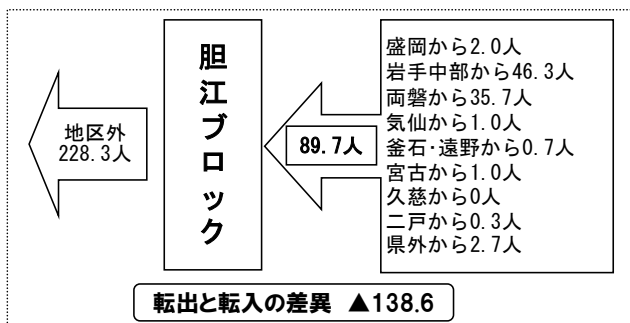 地区外
228.3人
胆江ブロック
89.7人
盛岡から2.0人
岩手中部から46.3人
両磐から35.7人
気仙から1.0人
釜石・遠野から0.7人
宮古から1.0人
久慈から0人
二戸から0.3人
県外から2.7人
転出と転入の差異 ▲138.6